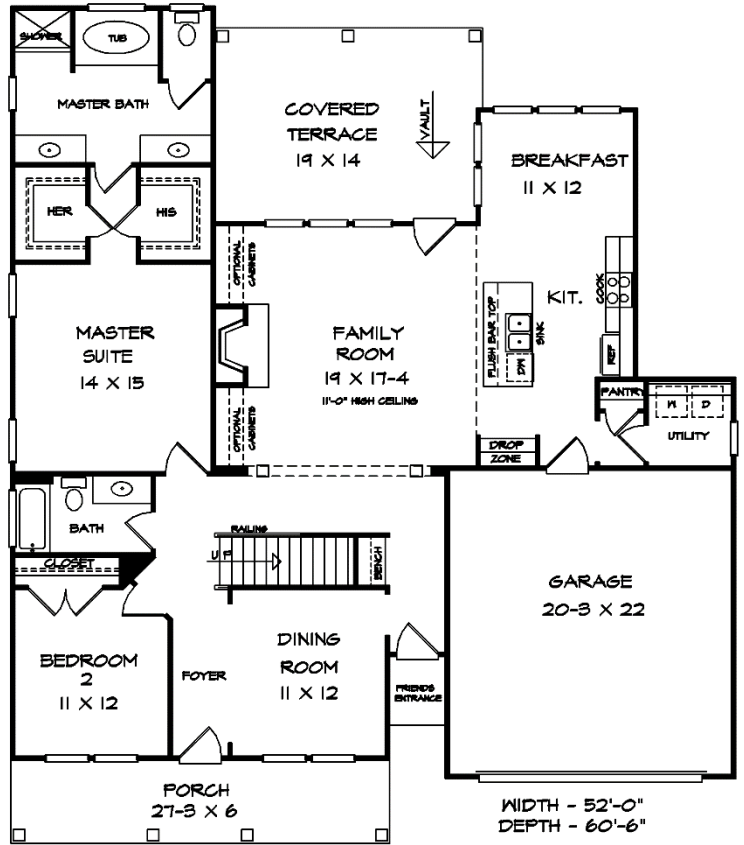 SHOWER
TUB
MASTER BATH
COVERED
TERRACE
19 X 14
VAULT
BREAKFAST
11 X 12
HER
HIS
OPTIONAL
CABINETS
KIT.
COOK
MASTER
SUITE
14 X 15
FAMILY
ROOM
19 X 17-4
11'-0" HIGH CEILING
FLUSH BAR TOP
SINK
DW
REF
OPTIONAL
CABINETS
PANTRY
W
D
UTILITY
DROP
ZONE
BATH
RAILING
UP
BENCH
CLOSET
GARAGE
20-3 X 22
BEDROOM
2
11 X 12
FOYER
DINING
ROOM
11 X 12
FRIENDS
ENTRANCE
PORCH
27-3 X 6
WIDTH - 52'-0"
DEPTH - 60'-6"